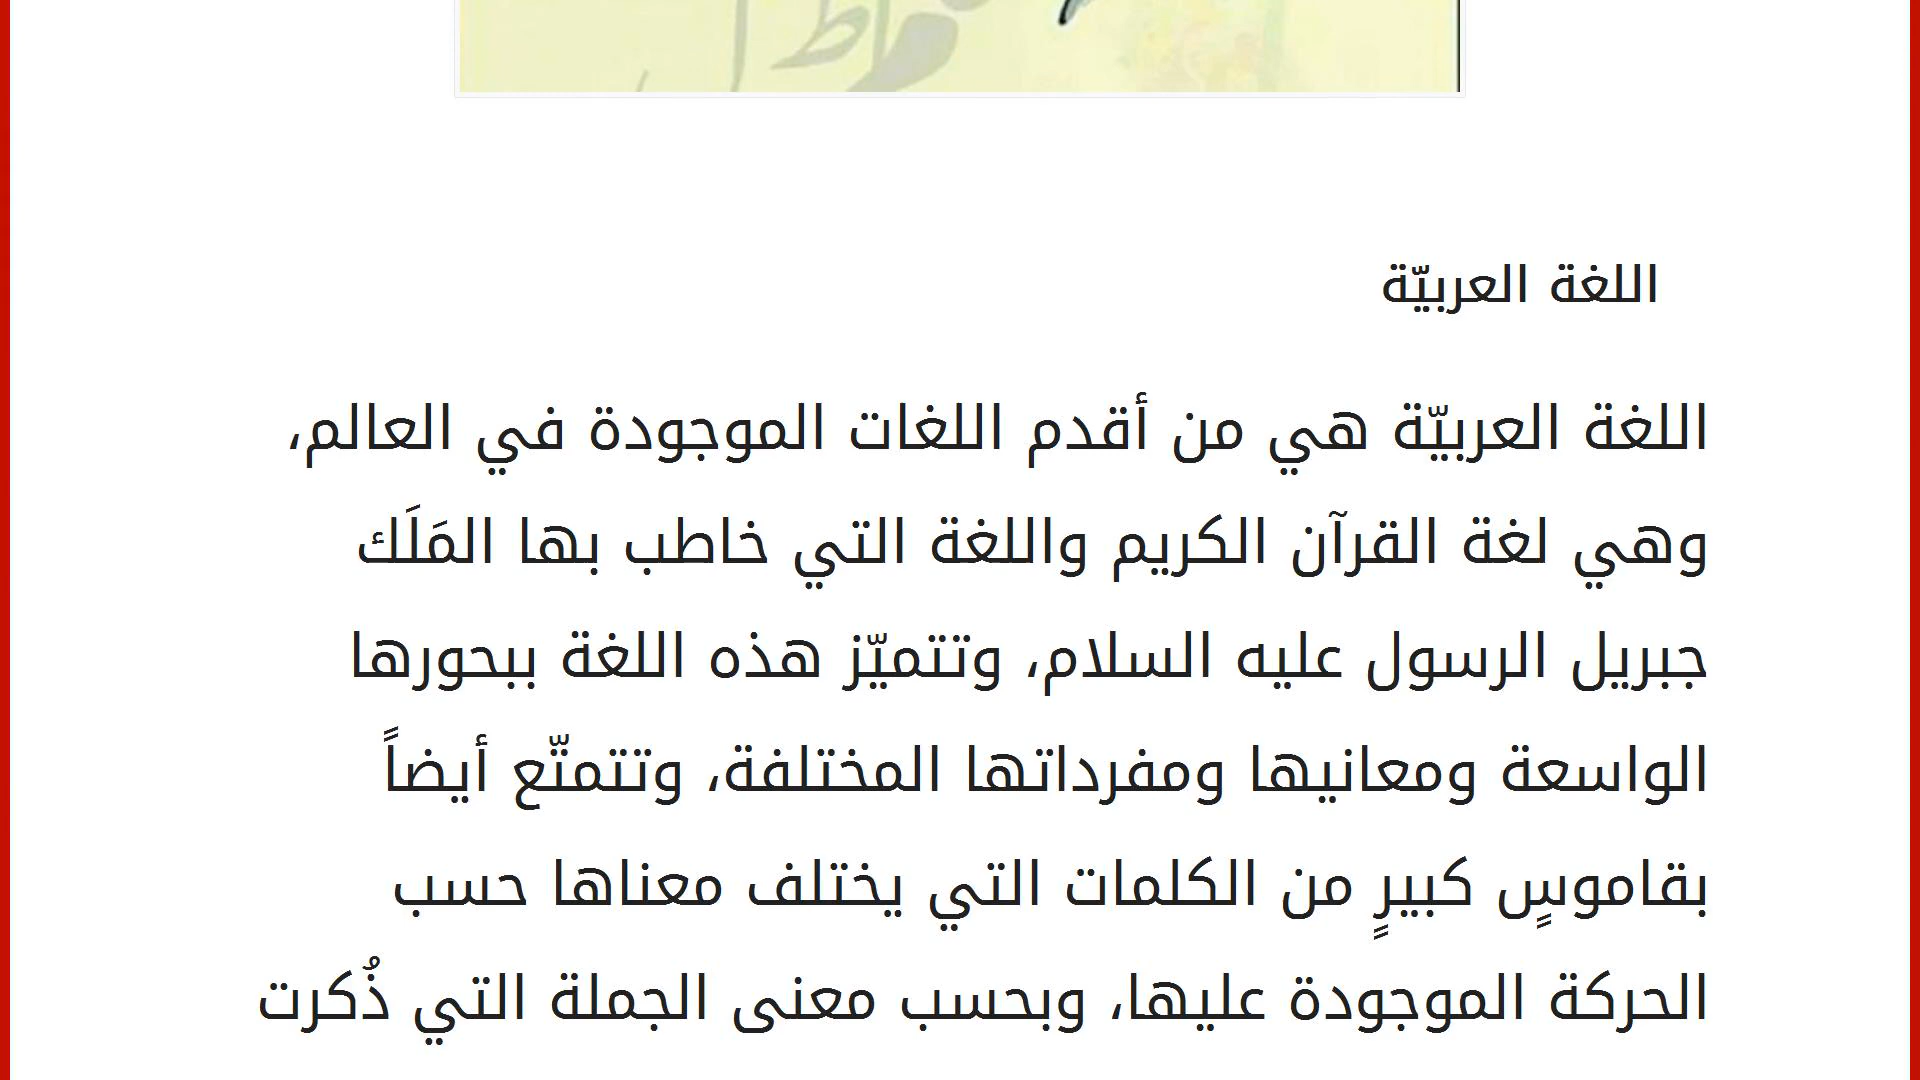 اللغة العربيّة
اللغة العربيّة هي من أقدم اللغات الموجودة في العالم،
وهي لغة القرآن الكريم واللغة التي خاطب بها المَلَك
جبريل الرسول عليه السلام، وتتميّز هذه اللغة ببحورها
الواسعة ومعانيها ومفرداتها المختلفة، وتتمتّع أيضاً
بقاموسٍ كبيرٍ من الكلمات التي يختلف معناها حسب
الحركة الموجودة عليها، وبحسب معنى الجملة التي ذُكرت